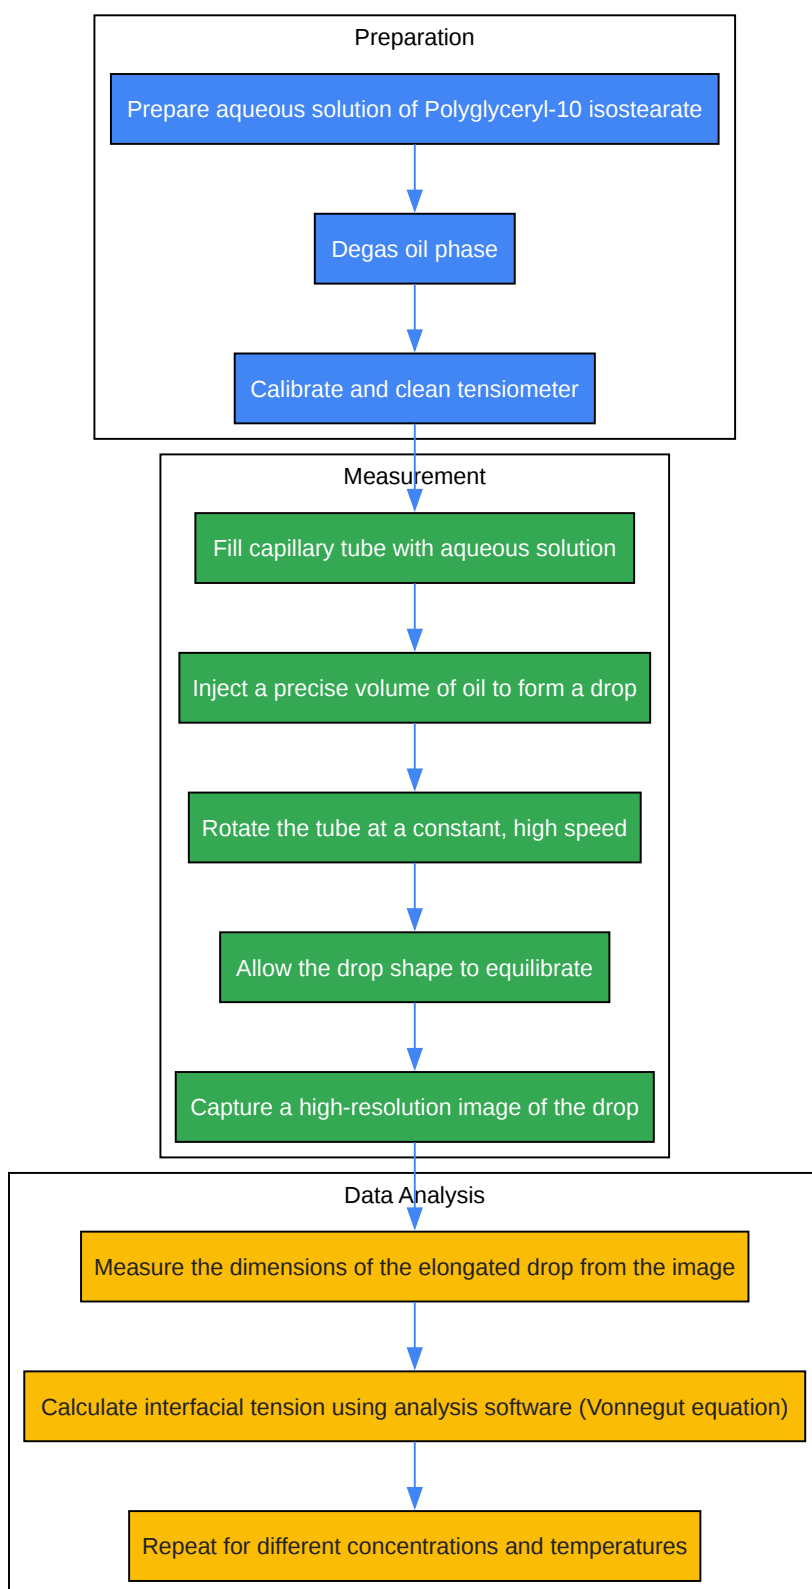 Preparation
Prepare aqueous solution of Polyglyceryl-10 isostearate
Degas oil phase
Calibrate and clean tensiometer
Measurement
Fill capillary tube with aqueous solution
Inject a precise volume of oil to form a drop
Rotate the tube at a constant, high speed
Allow the drop shape to equilibrate
Capture a high-resolution image of the drop
Data Analysis
Measure the dimensions of the elongated drop from the image
Calculate interfacial tension using analysis software (Vonnegut equation)
Repeat for different concentrations and temperatures